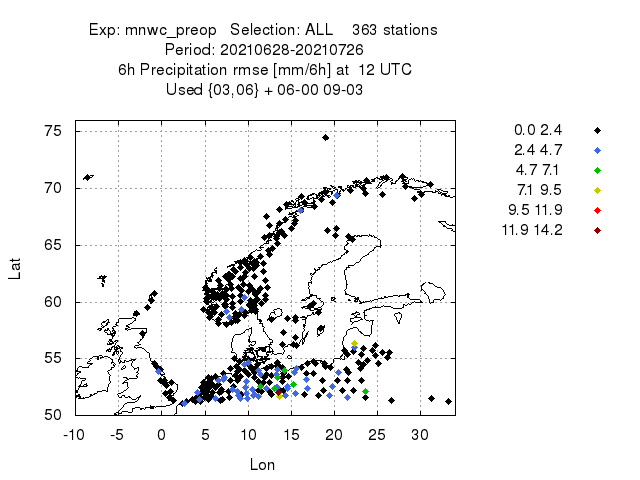 Exp: mnwc_preop   Selection: ALL    363 stations
Period: 20210628-20210726
6h Precipitation rmse [mm/6h] at  12 UTC
Used {03,06} + 06-00 09-03
0.0 2.4
2.4 4.7
4.7 7.1
7.1 9.5
9.5 11.9
11.9 14.2
75
70
65
60
55
50
Lat
-10 -5 0 5 10 15 20 25 30
Lon